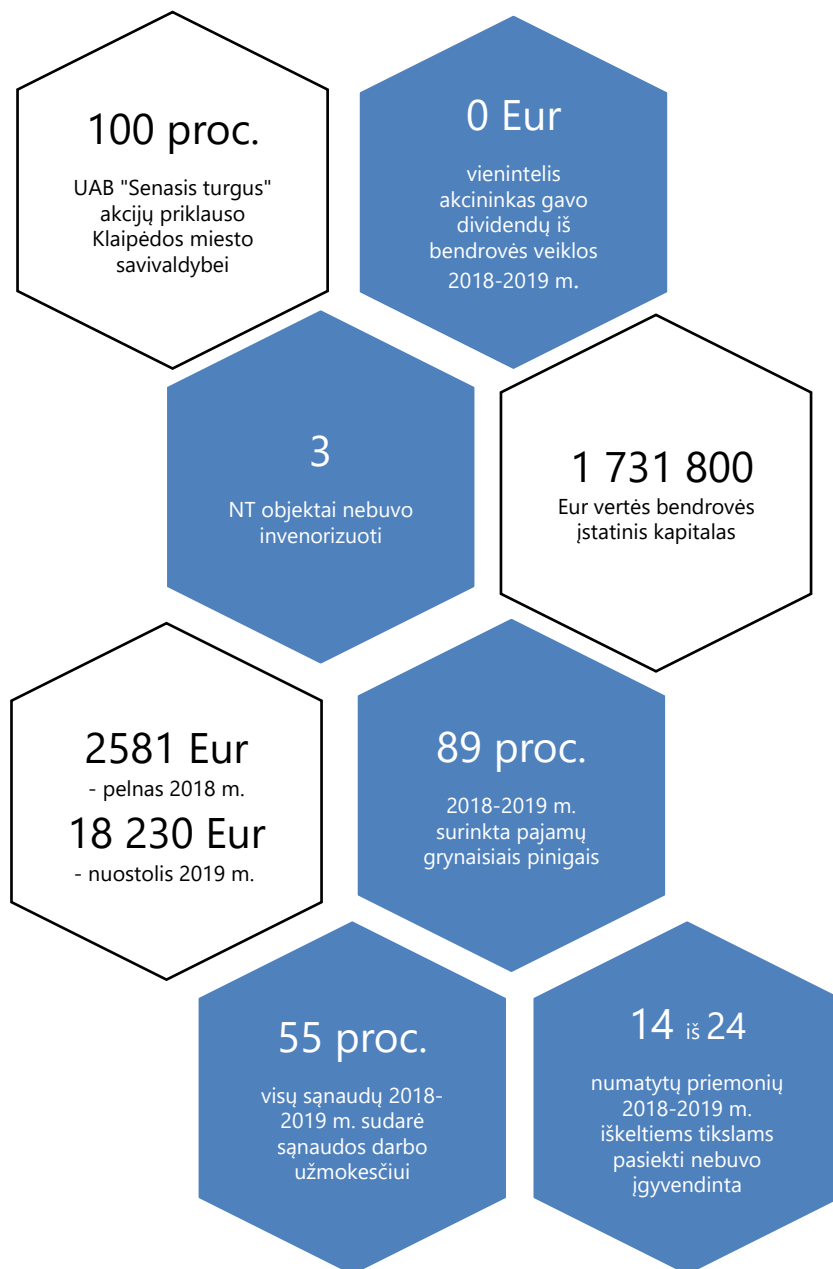 100 proc.
UAB "Senasis turgus"
akcijų priklauso
Klaipėdos miesto
savivaldybei
0 Eur
vienintelis
akcininkas gavo
dividendų iš
bendrovės veiklos
2018-2019 m.
3
NT objektai nebuvo
invenorizuoti
1 731 800
Eur vertės bendrovės
įstatinis kapitalas
2581 Eur
- pelnas 2018 m.
18 230 Eur
- nuostolis 2019 m.
89 proc.
2018-2019 m.
surinkta pajamų
grynaisiais pinigais
55 proc.
visų sąnaudų 2018-
2019 m. sudarė
sąnaudos darbo
užmokesčiui
14 iš 24
numatytų priemonių
2018-2019 m.
iškeltiems tikslams
pasiekti nebuvo
įgyvendinta